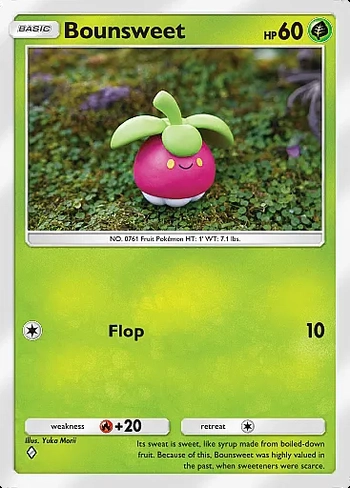 BASIC Bounsweet HP 60
NO. 0761 Fruit Pokémon HT: 1' WT: 7.1 lbs.
Flop 10
weakness +20 retreat
Illus. Yuka Morii
Its sweat is sweet, like syrup made from boiled-down
fruit. Because of this, Bounsweet was highly valued in
the past, when sweeteners were scarce.